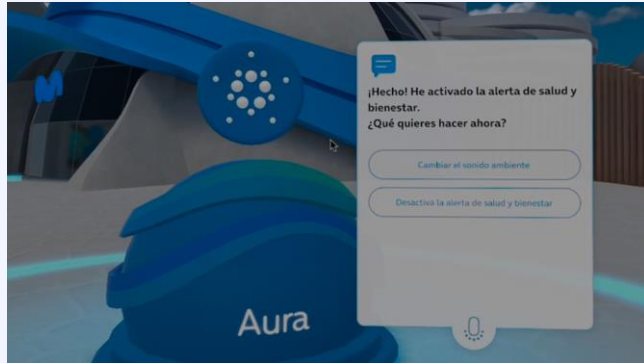 ¡Hecho! He activado la alerta de salud y
bienestar.
¿Qué quieres hacer ahora?
Cambiar el sonido ambiente
Desactiva la alerta de salud y bienestar
Aura